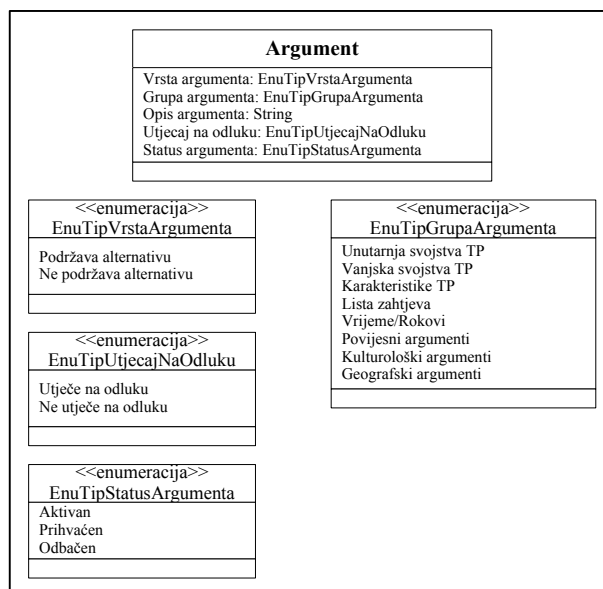 Argument
Vrsta argumenta: EnuTipVrstaArgumenta
Grupa argumenta: EnuTipGrupaArgumenta
Opis argumenta: String
Utjecaj na odluku: EnuTipUtjecajNaOdluku
Status argumenta: EnuTipStatusArgumenta
<<enumeracija>>
EnuTipVrstaArgumenta
Podržava alternativu
Ne podržava alternativu
<<enumeracija>>
EnuTipGrupaArgumenta
Unutarnja svojstva TP
Vanjska svojstva TP
Karakteristike TP
Lista zahtjeva
Vrijeme/Rokovi
Povijesni argumenti
Kulturološki argumenti
Geografski argumenti
<<enumeracija>>
EnuTipUtjecajNaOdluku
Utječe na odluku
Ne utječe na odluku
<<enumeracija>>
EnuTipStatusArgumenta
Aktivan
Prihvaćen
Odbačen